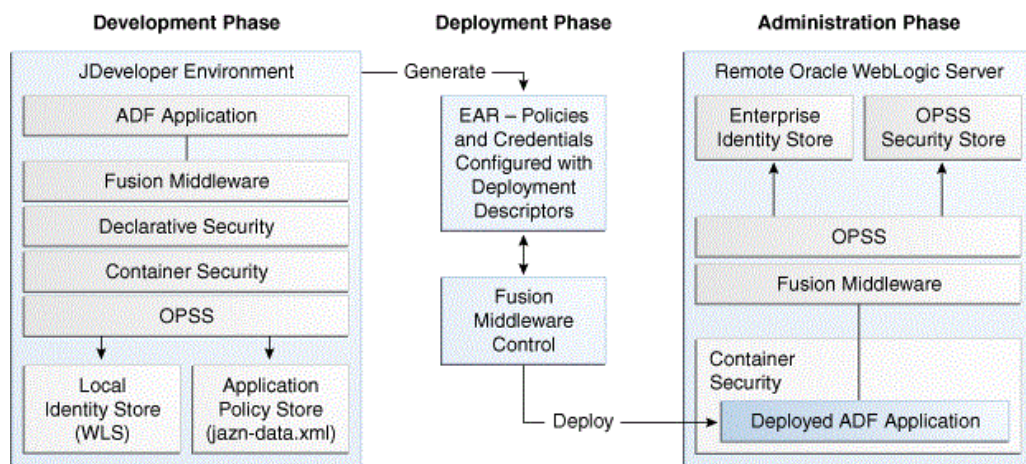 Development Phase
Deployment Phase
Administration Phase
JDeveloper Environment
ADF Application
Fusion Middleware
Declarative Security
Container Security
OPSS
Local
Identity Store
(WLS)
Application
Policy Store
(jazn-data.xml)
Generate
EAR – Policies
and Credentials
Configured with
Deployment
Descriptors
Fusion
Middleware
Control
Deploy
Remote Oracle WebLogic Server
Enterprise
Identity Store
OPSS
Security Store
OPSS
Fusion Middleware
Container
Security
Deployed ADF Application